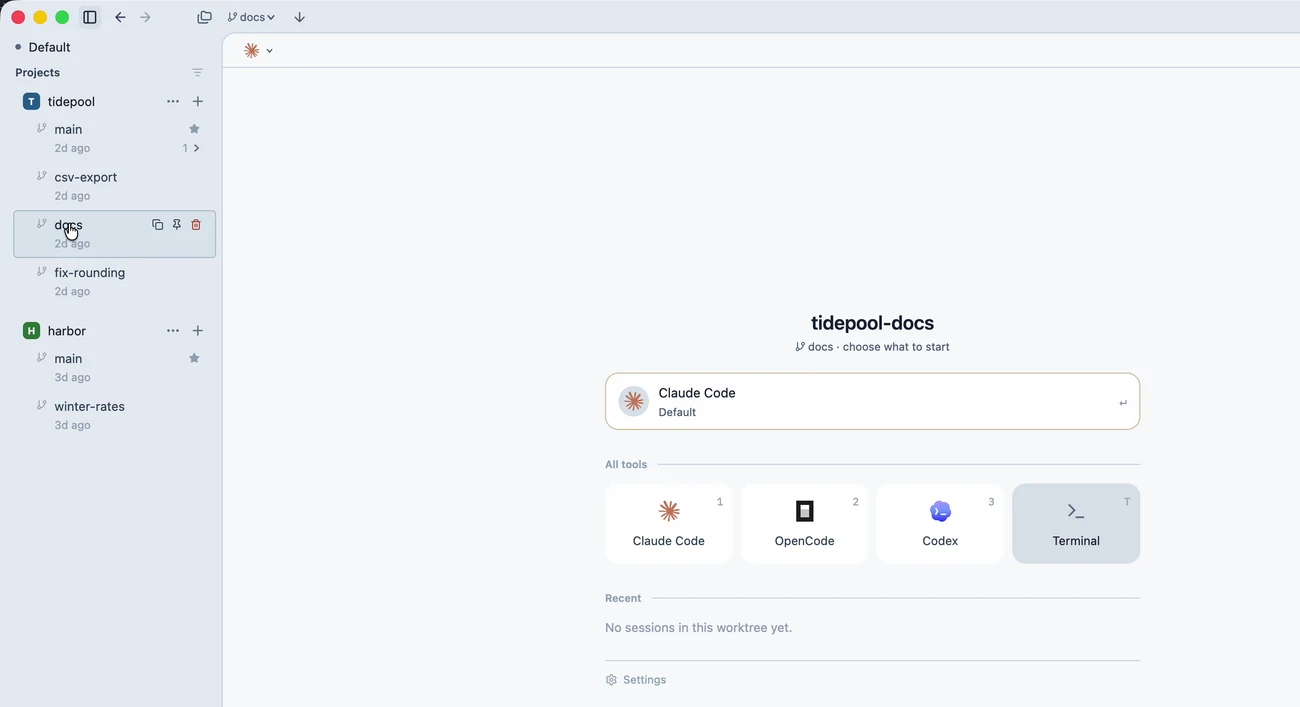 docs
Default
Projects
T tidepool
main
2d ago
1
csv-export
2d ago
docs
2d ago
fix-rounding
2d ago
H harbor
main
3d ago
winter-rates
3d ago
tidepool-docs
docs · choose what to start
Claude Code
Default
All tools
1
Claude Code
2
OpenCode
3
Codex
T
Terminal
Recent
No sessions in this worktree yet.
Settings